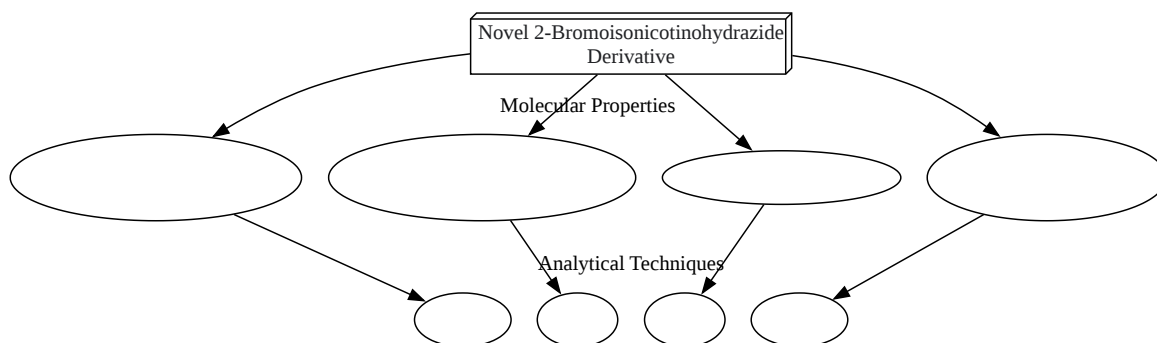 Novel 2-Bromoisonicotinohydrazide
Derivative
Molecular Properties
Analytical Techniques